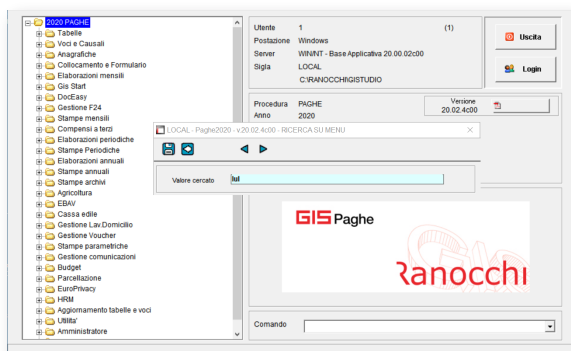 2020 PAGHE
Tabelle
Voci e Causali
Anagrafiche
Collocamento e Formulario
Elaborazioni mensili
Gis Start
DocEasy
Gestione F24
Stampe mensili
Compensi a terzi
Elaborazioni periodiche
Stampe Periodiche
Elaborazioni annuali
Stampe annuali
Stampe archivi
Agricoltura
EBAV
Cassa edile
Gestione Lav.Domicilio
Gestione Voucher
Stampe parametriche
Gestione comunicazioni
Budget
Parcellazione
EuroPrivacy
HRM
Aggiornamento tabelle e voci
Utilita'
Amministratore
Utente 1 (1)
Postazione Windows
Server WIN/NT - Base Applicativa 20.00.02c00
Sigla LOCAL
C:\RANOCCHI\GISTUDIO
Uscita
Login
Procedura PAGHE
Anno 2020
Versione
20.02.4c00
LOCAL - Paghe2020 - v.20.02.4c00 - RICERCA SU MENU
Valore cercato lul
GIS Paghe
Ranocchi
Comando